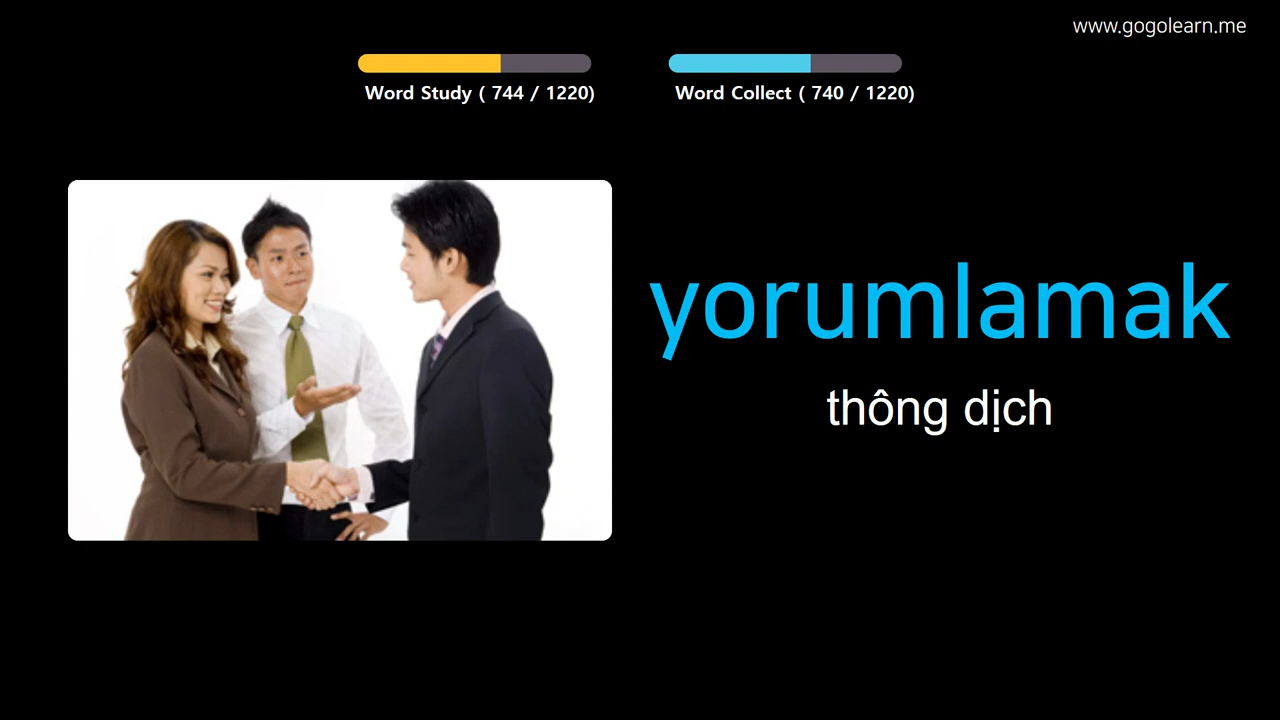 www.gogolearn.me
Word Study ( 744 / 1220)
Word Collect ( 740 / 1220)
yorumlamak
thông dịch